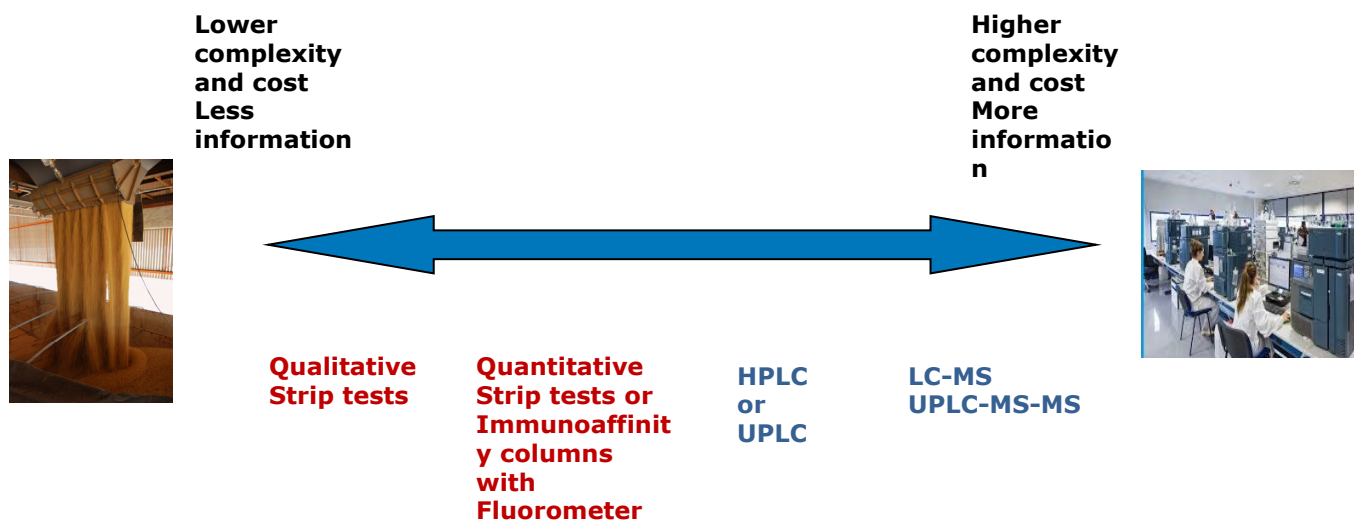 Lower
complexity
and cost
Less
information
Higher
complexity
and cost
More
informatio
n
Qualitative
Strip tests
Quantitative
Strip tests or
Immunoaffinit
y columns
with
Fluorometer
HPLC
or
UPLC
LC-MS
UPLC-MS-MS